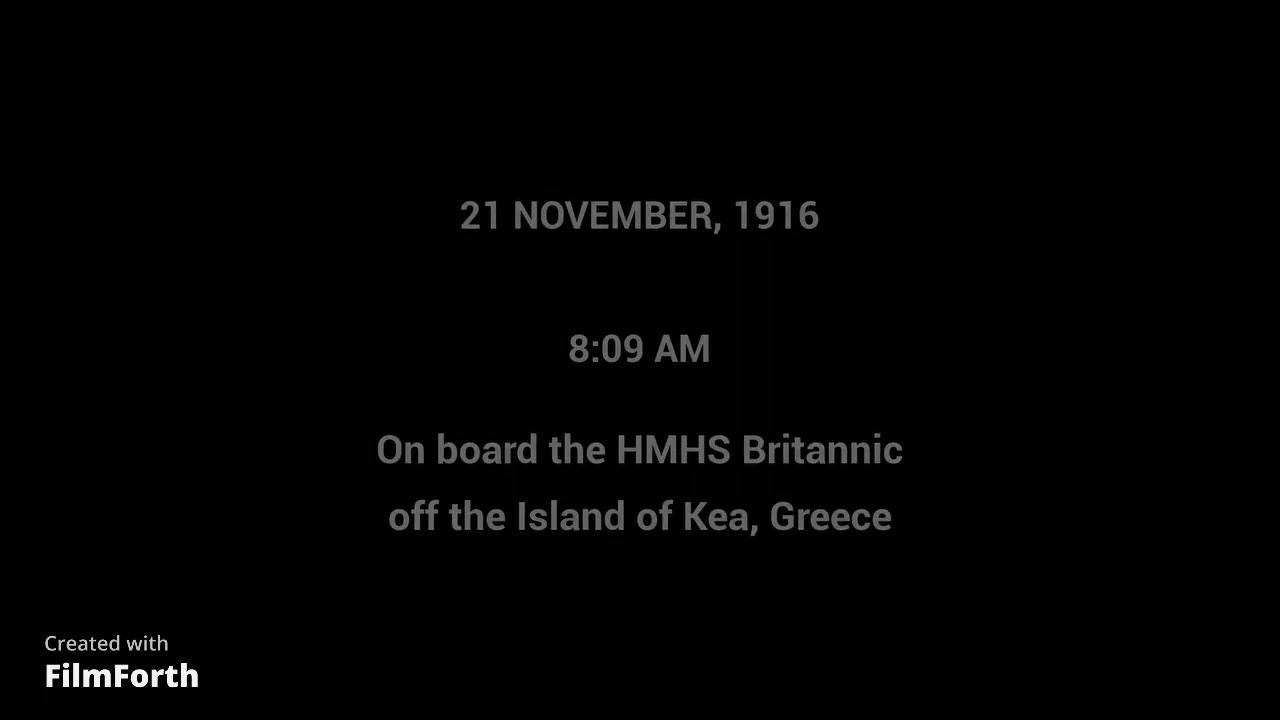 21 NOVEMBER, 1916
8:09 AM
On board the HMHS Britannic
off the Island of Kea, Greece
Created with
FilmForth